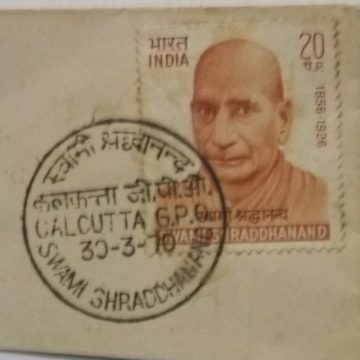 भारत
INDIA
20
P.P.
1856-1926
स्वामी श्रद्धानन्द
SWAMI SHRADDHANAND
स्वामी श्रद्धानन्द
कलकत्ता जी.पी.ओ.
CALCUTTA G.P.O.
30-3-70
SWAMI SHRADDHANAND